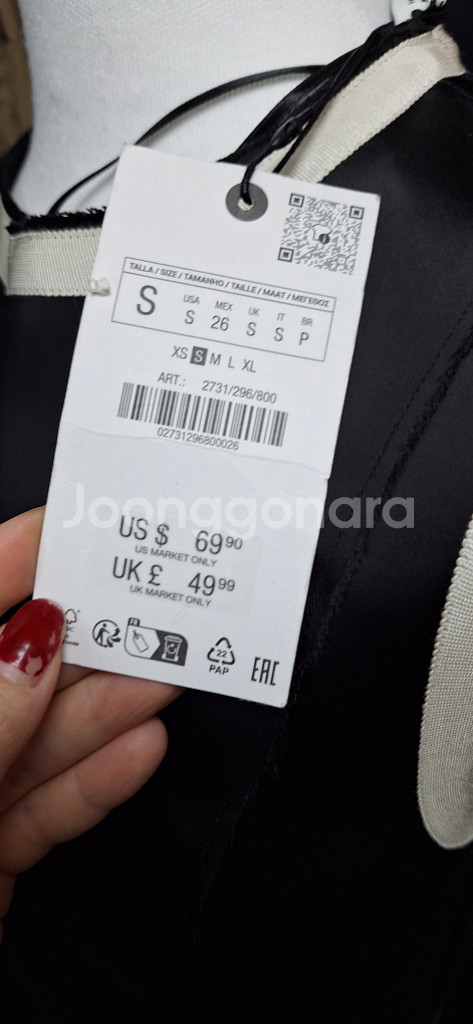 TALLA / SIZE / TAMANHO / TAILLE / MAAT / ΜΕΓΕΘΟΣ
S
USA MEX UK IT BR
S 26 S S P
XS S M L XL
ART.: 2731/296/800
02731296800026
Joonggonara
US $ 69.90
US MARKET ONLY
UK £ 49.99
UK MARKET ONLY
FR
22
PAP
EAC